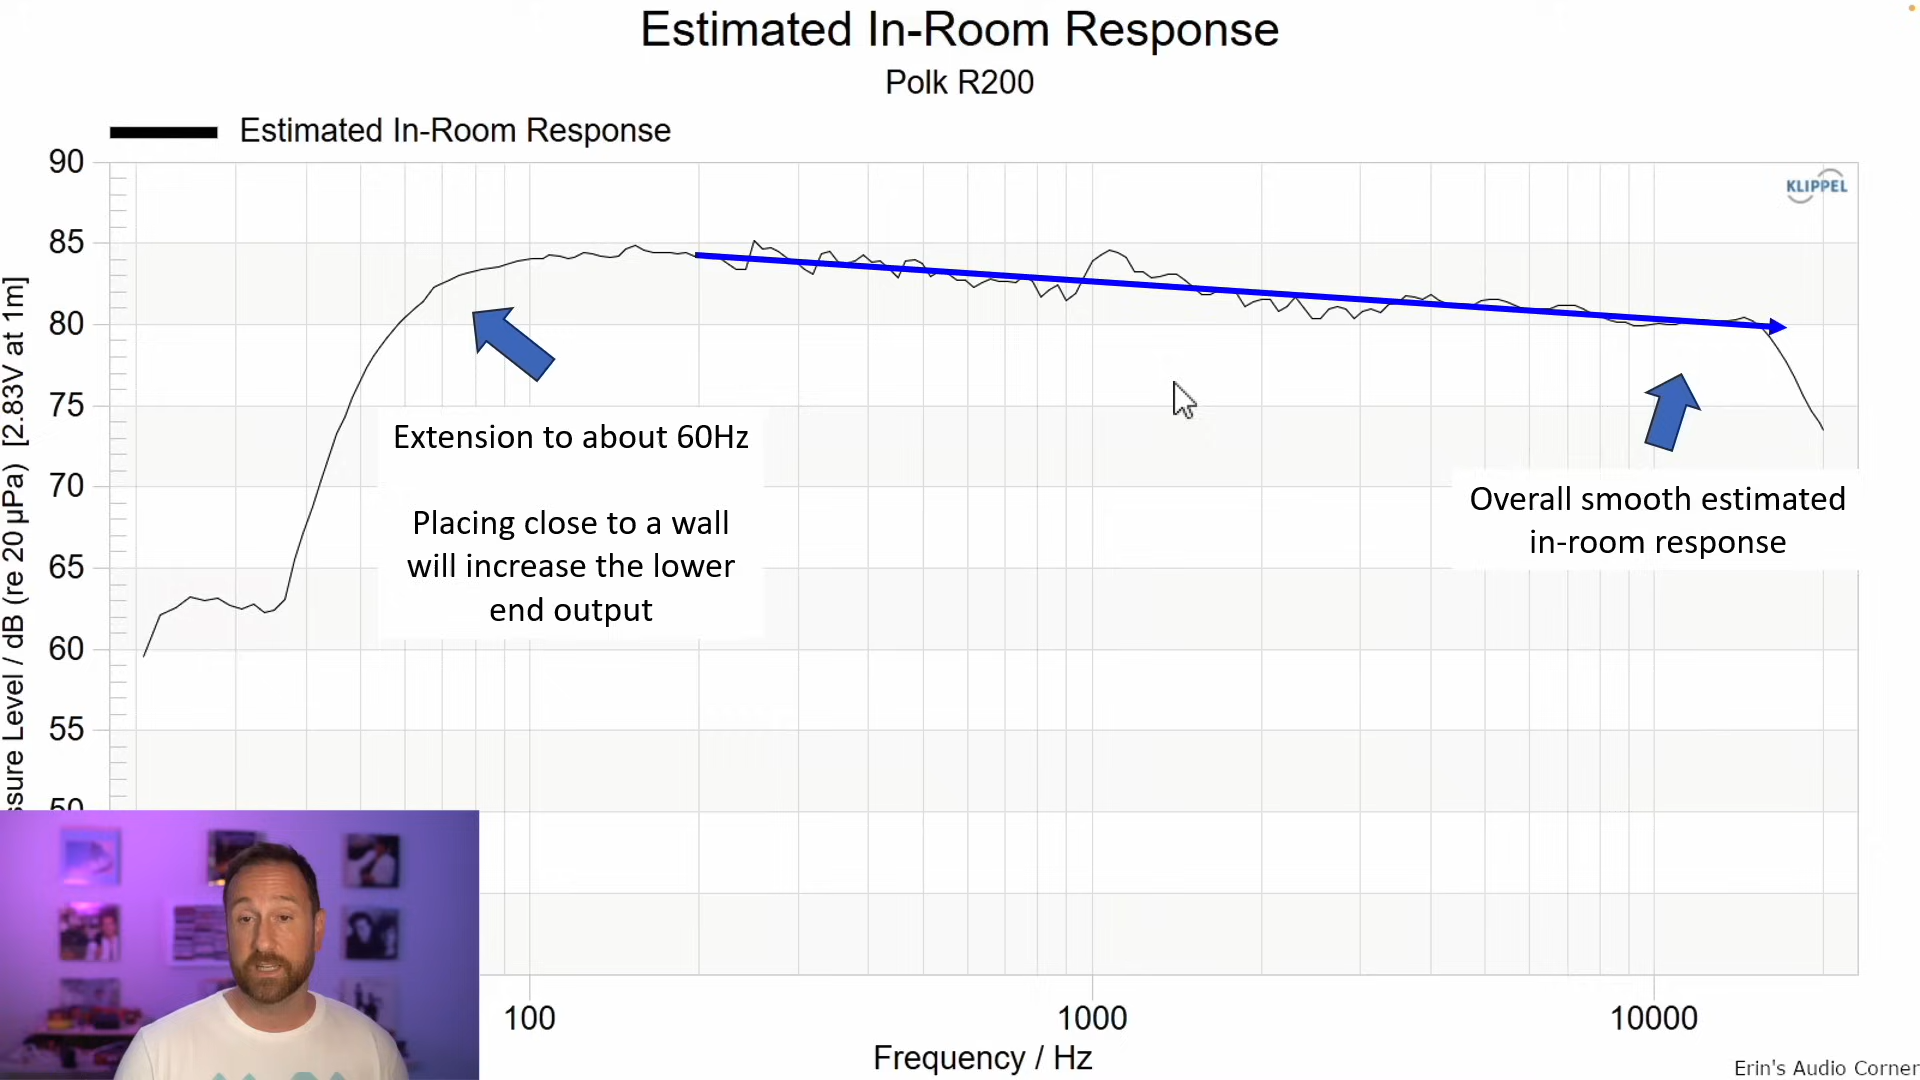 Estimated In-Room Response
Polk R200
Estimated In-Room Response
90
85
80
75
70
65
60
55
50
ssure Level / dB (re 20 µPa) [2.83V at 1m]
KLIPPEL
Extension to about 60Hz
Placing close to a wall
will increase the lower
end output
Overall smooth estimated
in-room response
100
1000
10000
Frequency / Hz
Erin's Audio Corner